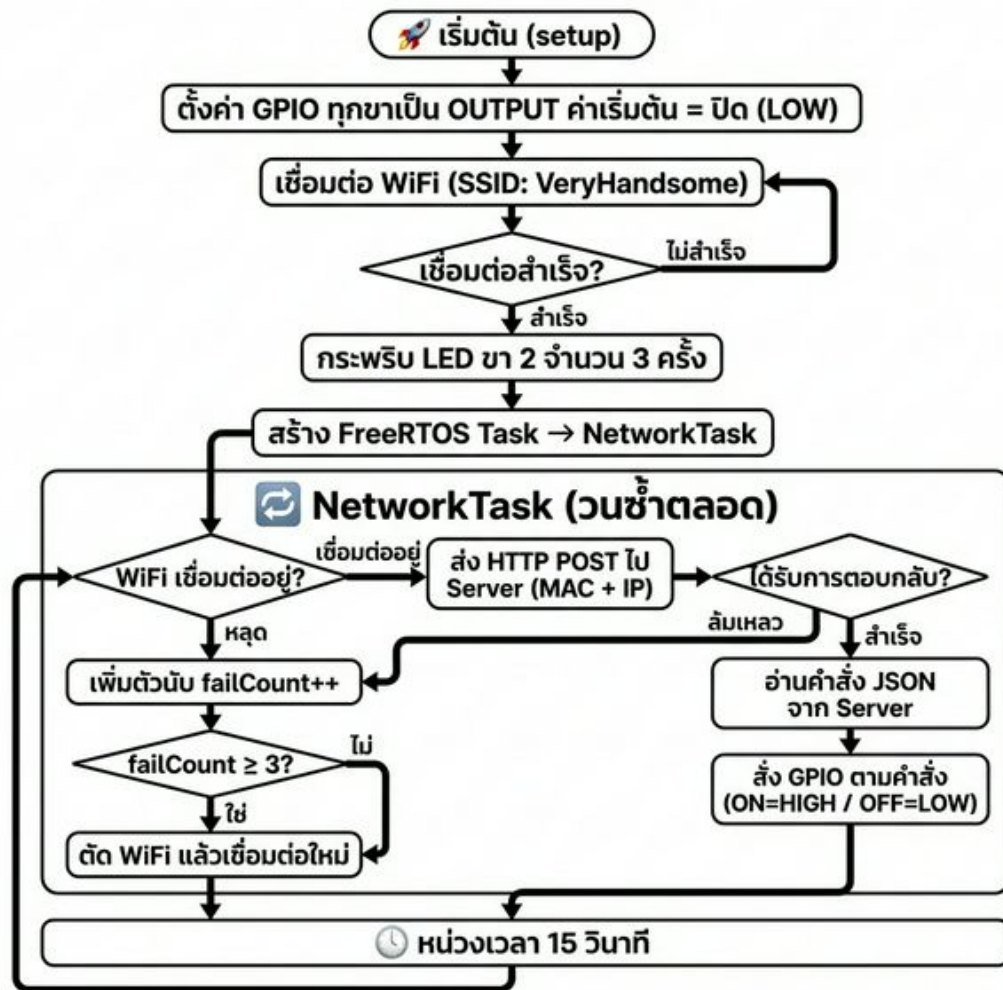 🚀 เริ่มต้น (setup)
ตั้งค่า GPIO ทุกขาเป็น OUTPUT ค่าเริ่มต้น = ปิด (LOW)
เชื่อมต่อ WiFi (SSID: VeryHandsome)
ไม่สำเร็จ
เชื่อมต่อสำเร็จ?
สำเร็จ
กระพริบ LED ขา 2 จำนวน 3 ครั้ง
สร้าง FreeRTOS Task → NetworkTask
🔁 NetworkTask (วนซ้ำตลอด)
WiFi เชื่อมต่ออยู่?
เชื่อมต่ออยู่
ส่ง HTTP POST ไป
Server (MAC + IP)
ได้รับการตอบกลับ?
หลุด
ล้มเหลว
สำเร็จ
เพิ่มตัวนับ failCount++
อ่านคำสั่ง JSON
จาก Server
failCount ≥ 3?
ไม่
ใช่
สั่ง GPIO ตามคำสั่ง
(ON=HIGH / OFF=LOW)
ตัด WiFi แล้วเชื่อมต่อใหม่
🕓 หน่วงเวลา 15 วินาที